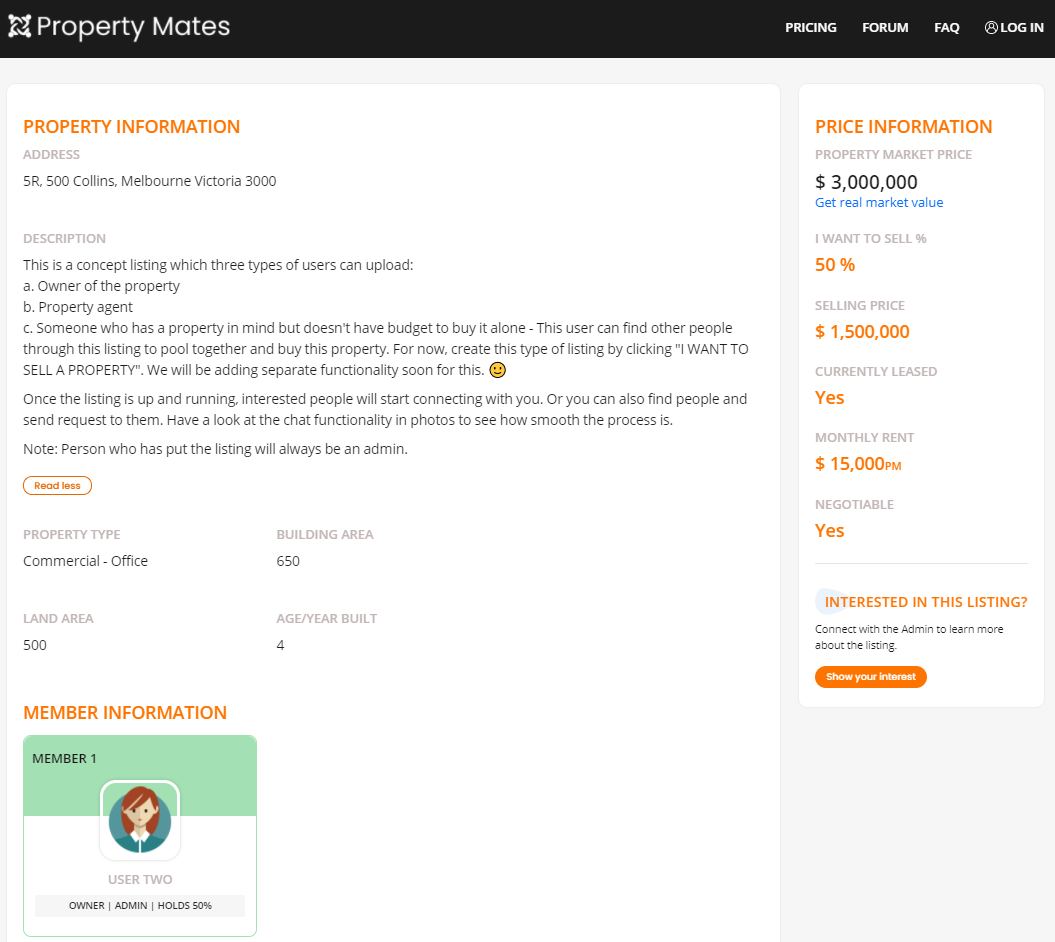 Property Mates
PRICING FORUM FAQ LOG IN
PROPERTY INFORMATION
ADDRESS
5R, 500 Collins, Melbourne Victoria 3000
DESCRIPTION
This is a concept listing which three types of users can upload:
a. Owner of the property
b. Property agent
c. Someone who has a property in mind but doesn't have budget to buy it alone - This user can find other people
through this listing to pool together and buy this property. For now, create this type of listing by clicking "I WANT TO
SELL A PROPERTY". We will be adding separate functionality soon for this. 🙂
Once the listing is up and running, interested people will start connecting with you. Or you can also find people and
send request to them. Have a look at the chat functionality in photos to see how smooth the process is.
Note: Person who has put the listing will always be an admin.
Read less
PROPERTY TYPE BUILDING AREA
Commercial - Office 650
LAND AREA AGE/YEAR BUILT
500 4
MEMBER INFORMATION
MEMBER 1
USER TWO
OWNER | ADMIN | HOLDS 50%
PRICE INFORMATION
PROPERTY MARKET PRICE
$ 3,000,000
Get real market value
I WANT TO SELL %
50 %
SELLING PRICE
$ 1,500,000
CURRENTLY LEASED
Yes
MONTHLY RENT
$ 15,000PM
NEGOTIABLE
Yes
INTERESTED IN THIS LISTING?
Connect with the Admin to learn more
about the listing.
Show your interest